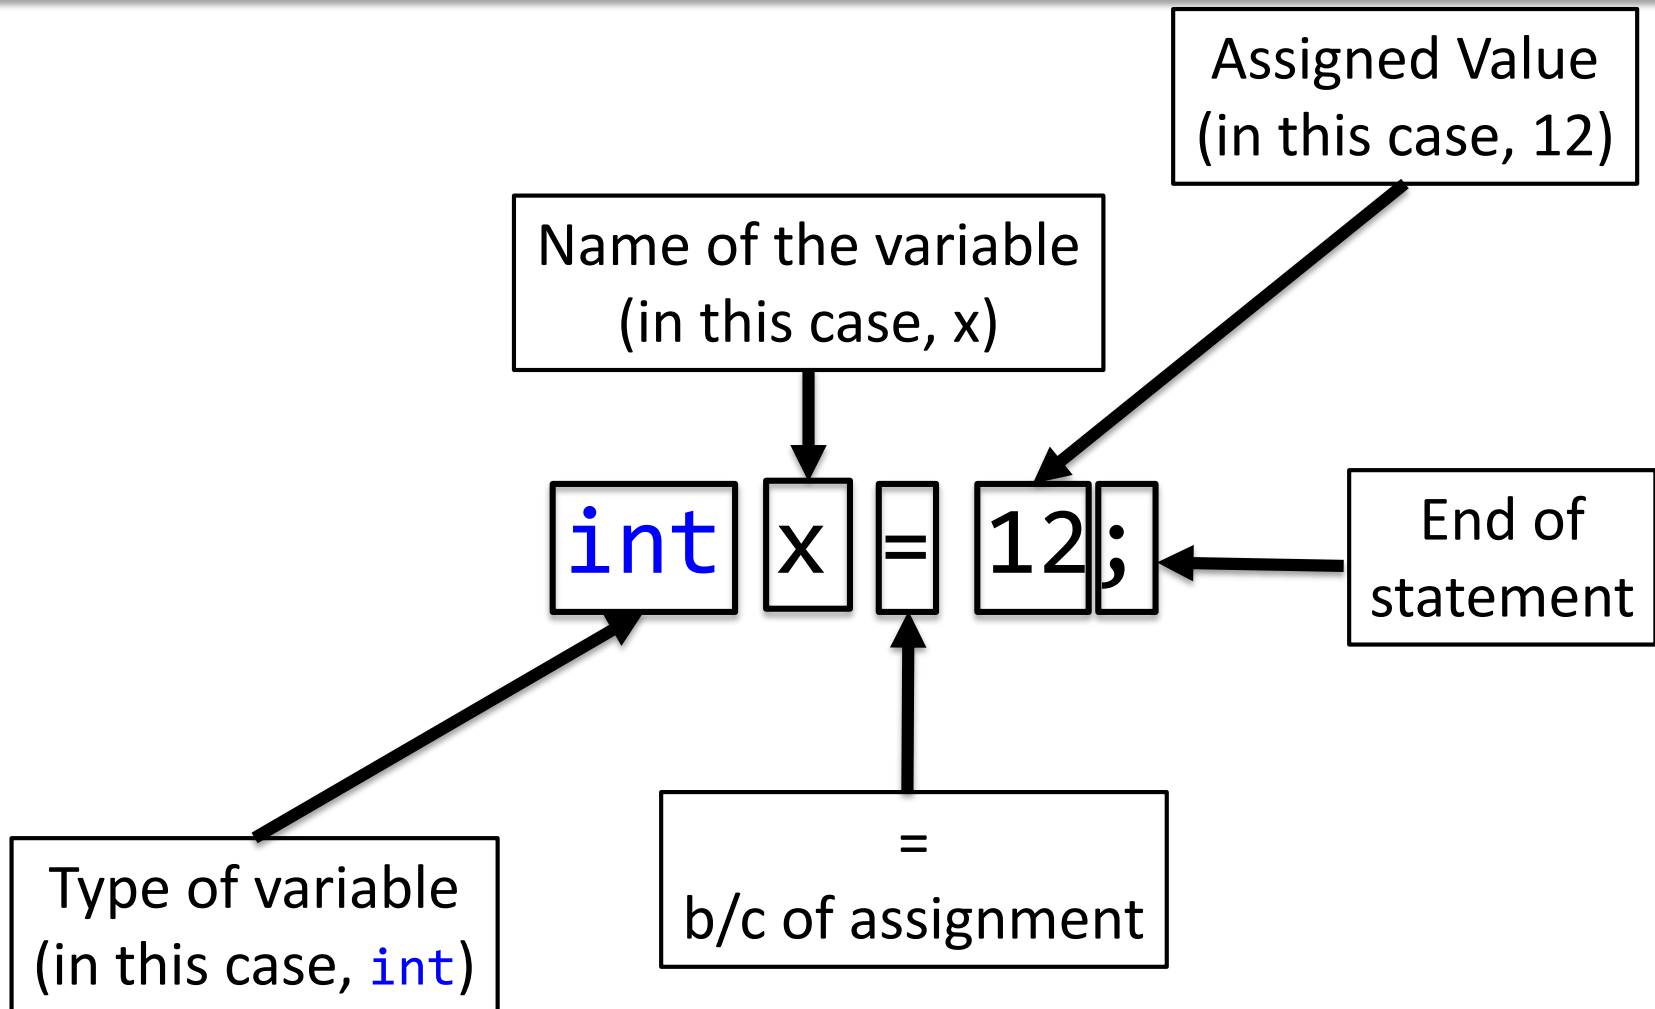 Assigned Value
(in this case, 12)
Name of the variable
(in this case, x)
int x = 12;
End of
statement
=
b/c of assignment
Type of variable
(in this case, int)